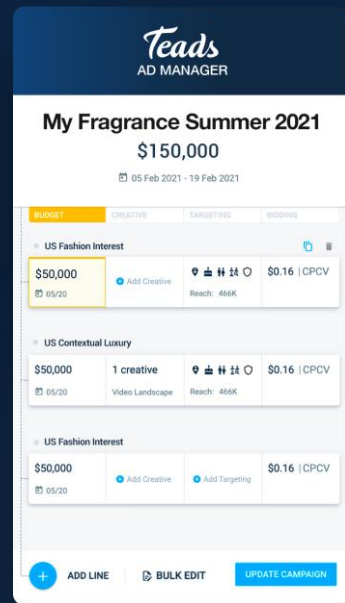 Teads
AD MANAGER
My Fragrance Summer 2021
$150,000
05 Feb 2021 - 19 Feb 2021
BUDGET CREATIVE TARGETING BIDDING
US Fashion Interest
$50,000 Add Creative $0.16 | CPCV
05/20 Reach: 466K
US Contextual Luxury
$50,000 1 creative $0.16 | CPCV
05/20 Video Landscape Reach: 466K
US Fashion Interest
$50,000 Add Creative Add Targeting $0.16 | CPCV
05/20
ADD LINE BULK EDIT UPDATE CAMPAIGN